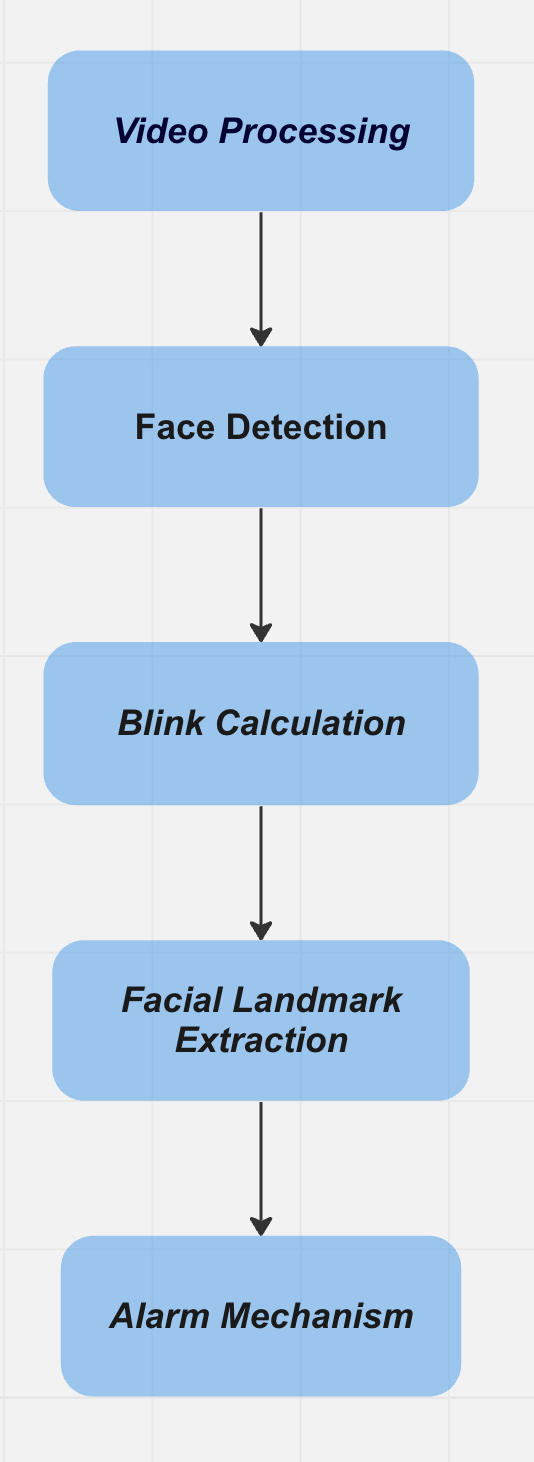 Video Processing
Face Detection
Blink Calculation
Facial Landmark
Extraction
Alarm Mechanism